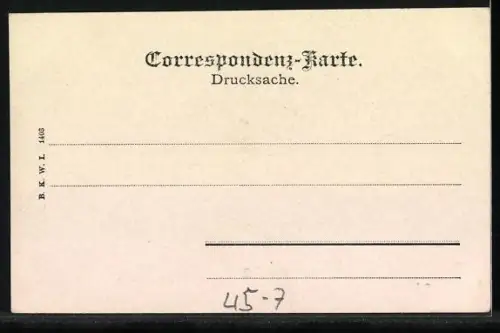 Correspondenz-Karte.
Drucksache.
B. K. W. I. 1403
45-7